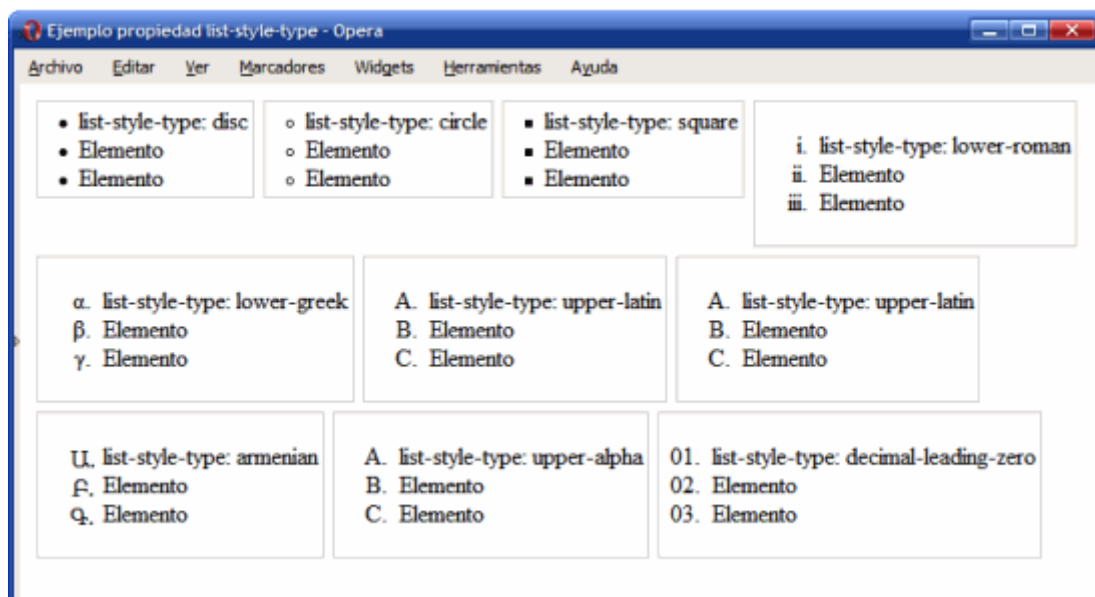 Ejemplo propiedad list-style-type - Opera
Archivo Editar Ver Marcadores Widgets Herramientas Ayuda
• list-style-type: disc
• Elemento
• Elemento
◦ list-style-type: circle
◦ Elemento
◦ Elemento
▪ list-style-type: square
▪ Elemento
▪ Elemento
i. list-style-type: lower-roman
ii. Elemento
iii. Elemento
α. list-style-type: lower-greek
β. Elemento
γ. Elemento
A. list-style-type: upper-latin
B. Elemento
C. Elemento
A. list-style-type: upper-latin
B. Elemento
C. Elemento
Ա. list-style-type: armenian
Բ. Elemento
Գ. Elemento
A. list-style-type: upper-alpha
B. Elemento
C. Elemento
01. list-style-type: decimal-leading-zero
02. Elemento
03. Elemento